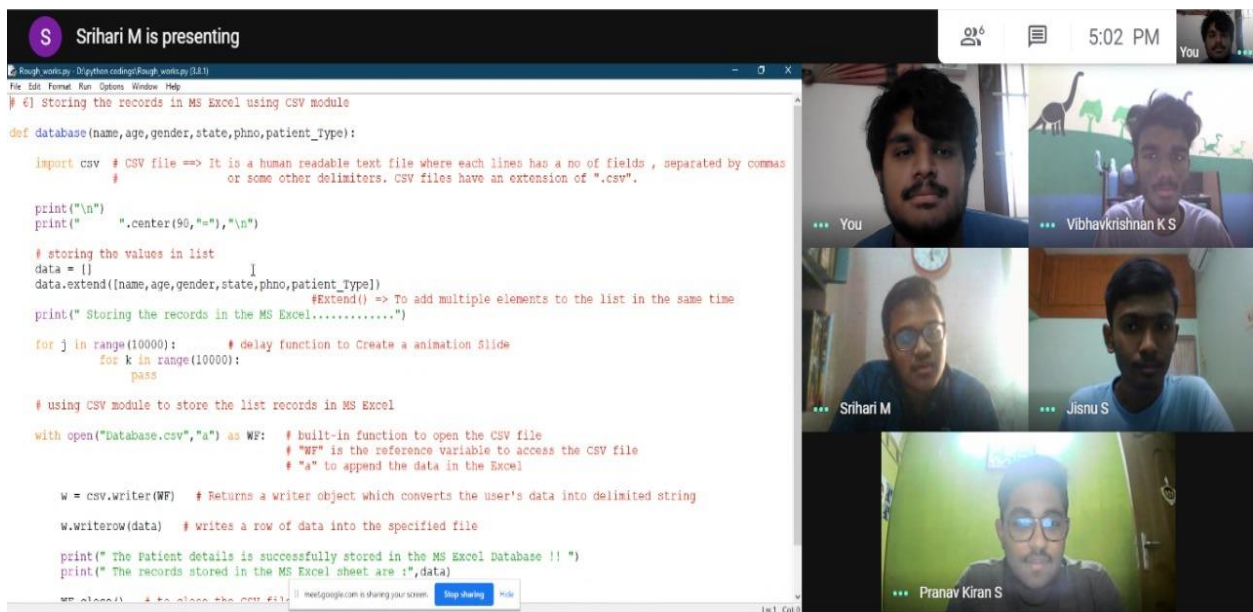 S Srihari M is presenting
6
5:02 PM
You
Rough_works.py - D:\python codings\Rough_works.py (3.8.1)
File Edit Format Run Options Window Help
# 6] Storing the records in MS Excel using CSV module
def database(name,age,gender,state,phno,patient_Type):
import csv # CSV file ==> It is a human readable text file where each lines has a no of fields , separated by commas
# or some other delimiters. CSV files have an extension of ".csv".
print("\n")
print("      ".center(90,"="),"\n")
# storing the values in list
data = []
data.extend([name,age,gender,state,phno,patient_Type])
#Extend() => To add multiple elements to the list in the same time
print(" Storing the records in the MS Excel.............")
for j in range(10000): # delay function to Create a animation Slide
for k in range(10000):
pass
# using CSV module to store the list records in MS Excel
with open("Database.csv","a") as WF: # built-in function to open the CSV file
# "WF" is the reference variable to access the CSV file
# "a" to append the data in the Excel
w = csv.writer(WF) # Returns a writer object which converts the user's data into delimited string
w.writerow(data) # writes a row of data into the specified file
print(" The Patient details is successfully stored in the MS Excel Database !! ")
print(" The records stored in the MS Excel sheet are :",data)
WF.close() # to close the CSV file
meet.google.com is sharing your screen. Stop sharing Hide
Ln: 1 Col: 0
You
Vibhavkrishnan K S
Srihari M
Jisnu S
Pranav Kiran S